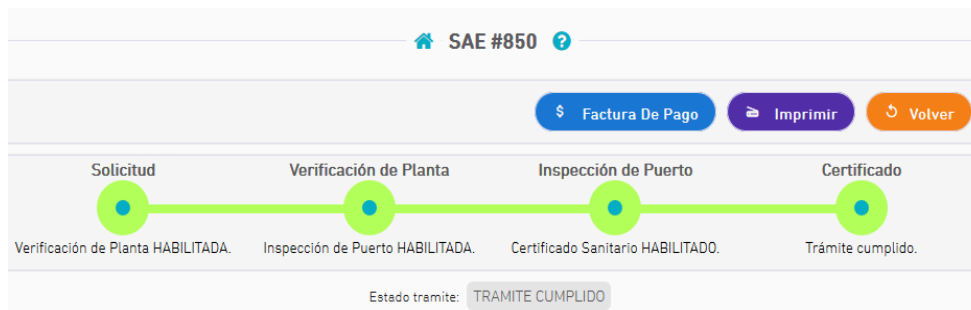 SAE #850 ?
$ Factura De Pago Imprimir Volver
Solicitud Verificación de Planta Inspección de Puerto Certificado
Verificación de Planta HABILITADA. Inspección de Puerto HABILITADA. Certificado Sanitario HABILITADO. Trámite cumplido.
Estado tramite: TRAMITE CUMPLIDO